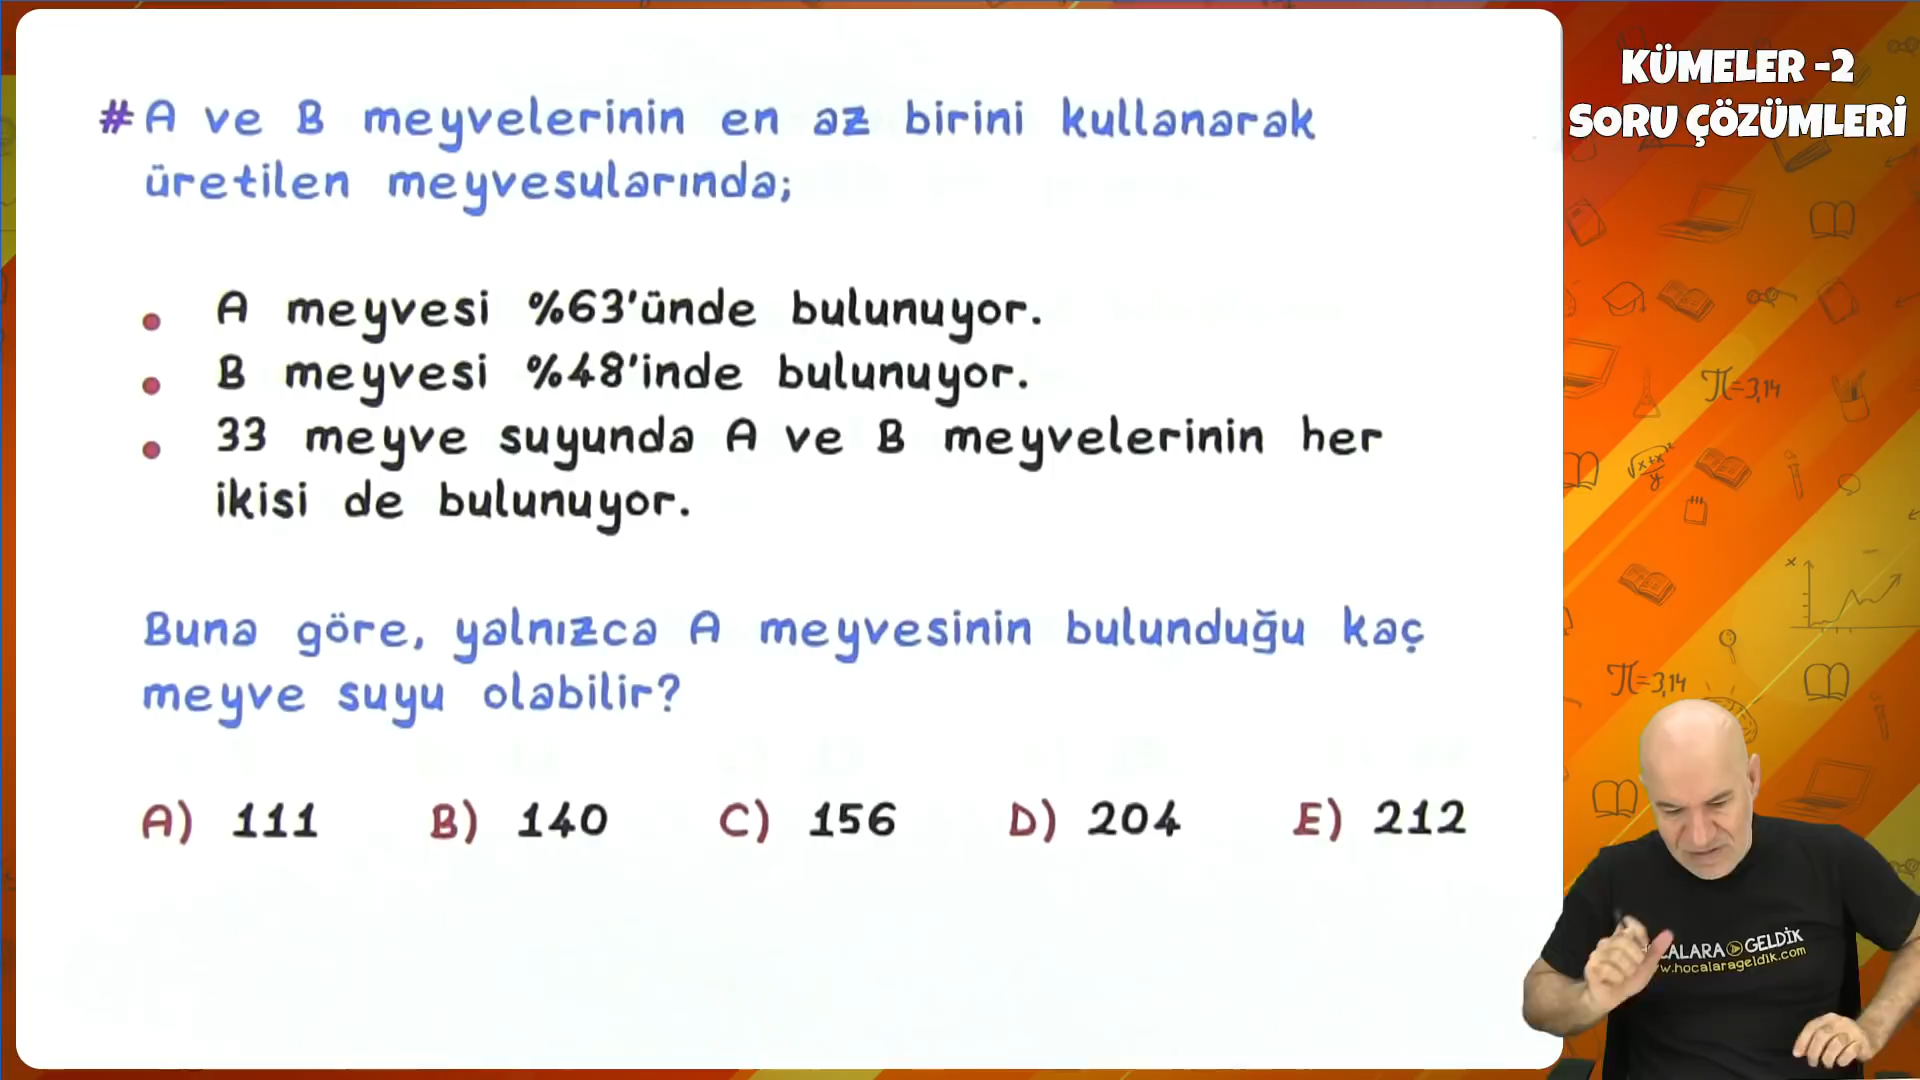 KÜMELER -2
SORU ÇÖZÜMLERİ
# A ve B meyvelerinin en az birini kullanarak
üretilen meyvesularında;
• A meyvesi %63'ünde bulunuyor.
• B meyvesi %48'inde bulunuyor.
• 33 meyve suyunda A ve B meyvelerinin her
ikisi de bulunuyor.
Buna göre, yalnızca A meyvesinin bulunduğu kaç
meyve suyu olabilir?
A) 111 B) 140 C) 156 D) 204 E) 212
π=3,14
π=3,14
GELDİK
hocalarageldik.com